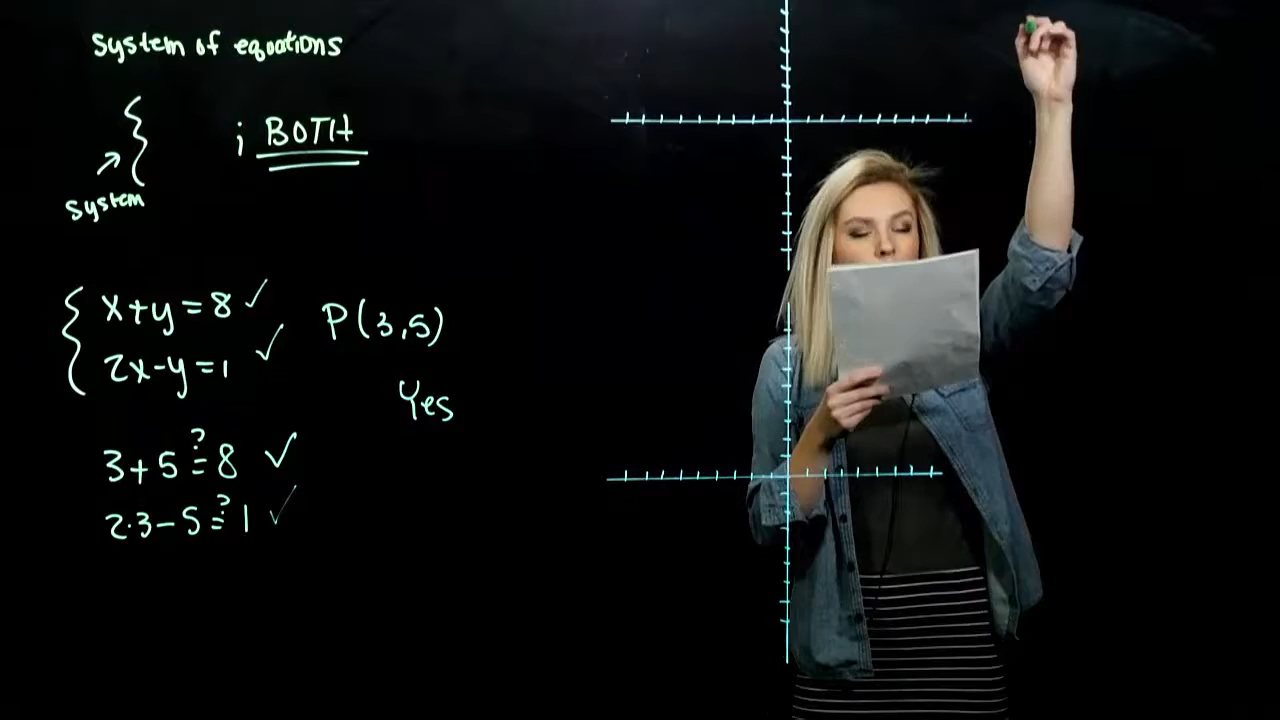 System of equations
{ ; BOTH
system
{ x+y=8 ✓
2x-y=1 ✓
P(3,5)
Yes
3+5≟8 ✓
2·3-5≟1 ✓